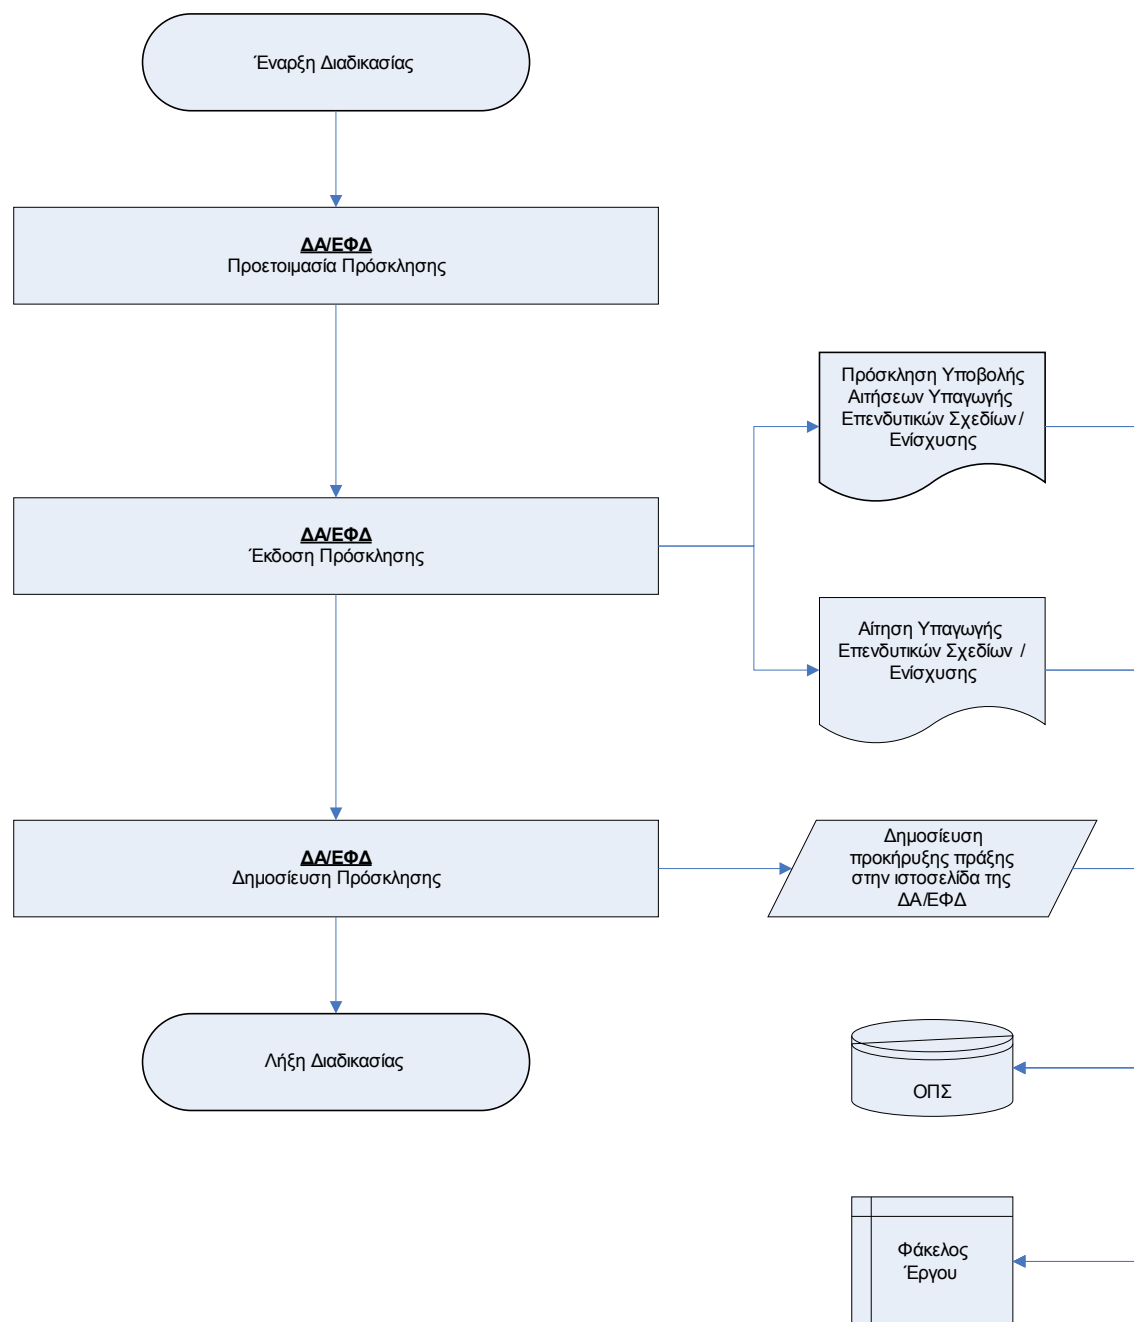 Έναρξη Διαδικασίας
ΔΑ/ΕΦΔ
Προετοιμασία Πρόσκλησης
Πρόσκληση Υποβολής
Αιτήσεων Υπαγωγής
Επενδυτικών Σχεδίων /
Ενίσχυσης
ΔΑ/ΕΦΔ
Έκδοση Πρόσκλησης
Αίτηση Υπαγωγής
Επενδυτικών Σχεδίων /
Ενίσχυσης
ΔΑ/ΕΦΔ
Δημοσίευση Πρόσκλησης
Δημοσίευση
προκήρυξης πράξης
στην ιστοσελίδα της
ΔΑ/ΕΦΔ
Λήξη Διαδικασίας
ΟΠΣ
Φάκελος
Έργου